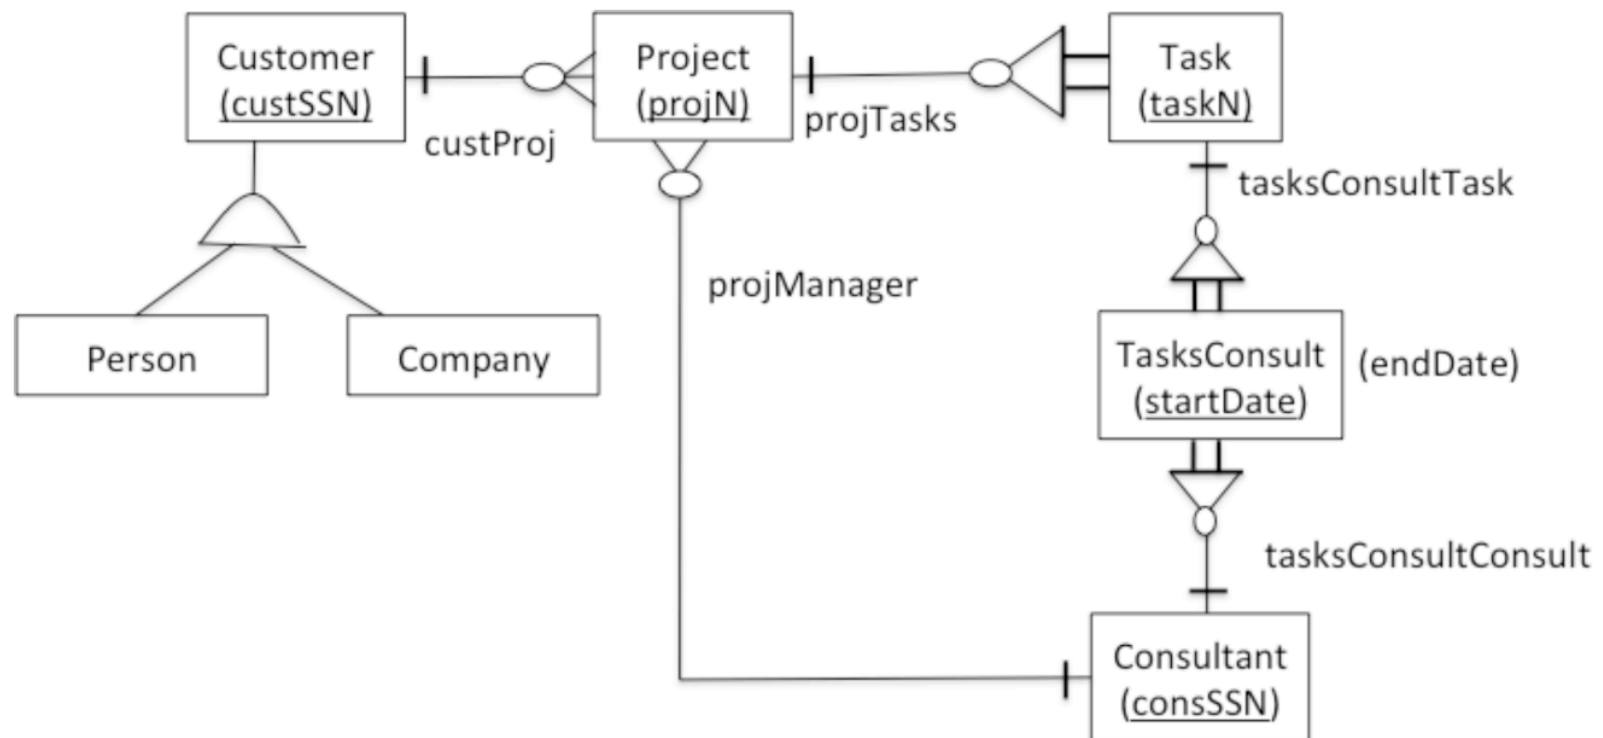 Customer
(custSSN)
custProj
Project
(projN)
projTasks
Task
(taskN)
tasksConsultTask
Person
Company
projManager
TasksConsult
(startDate)
(endDate)
tasksConsultConsult
Consultant
(consSSN)